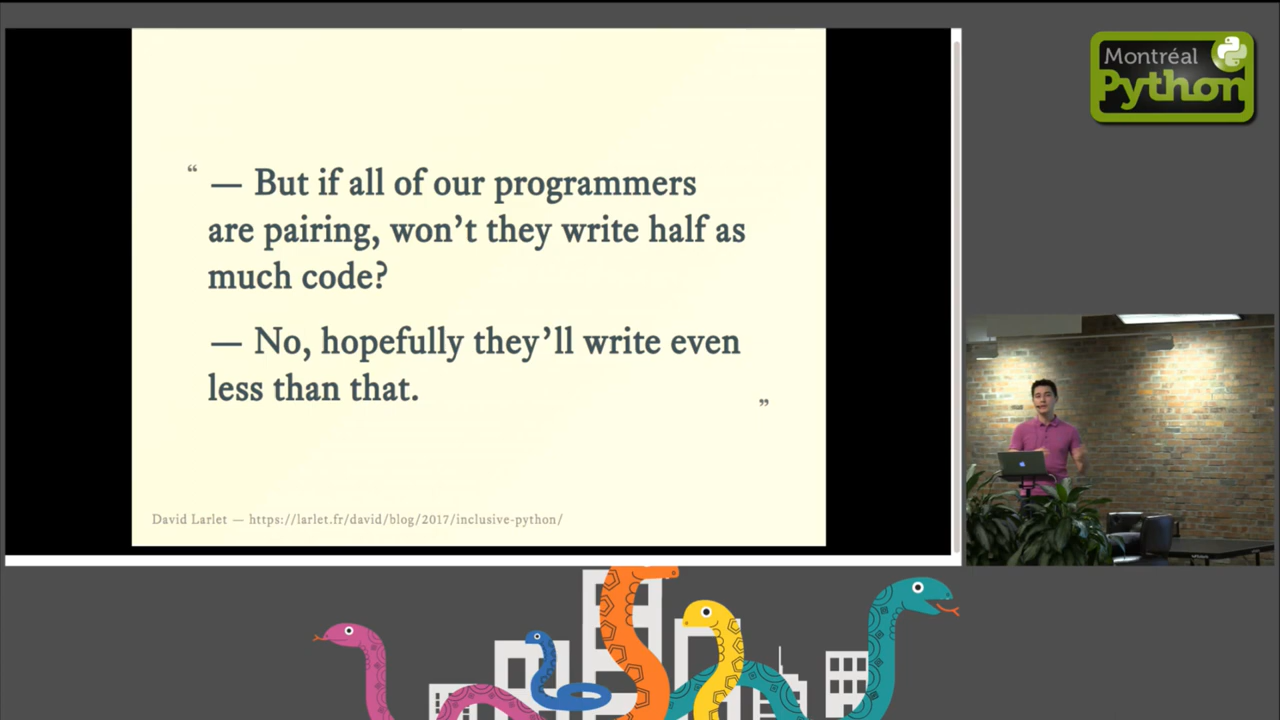 Montréal
Python
“ — But if all of our programmers
are pairing, won’t they write half as
much code?
— No, hopefully they’ll write even
less than that.
”
David Larlet — https://larlet.fr/david/blog/2017/inclusive-python/